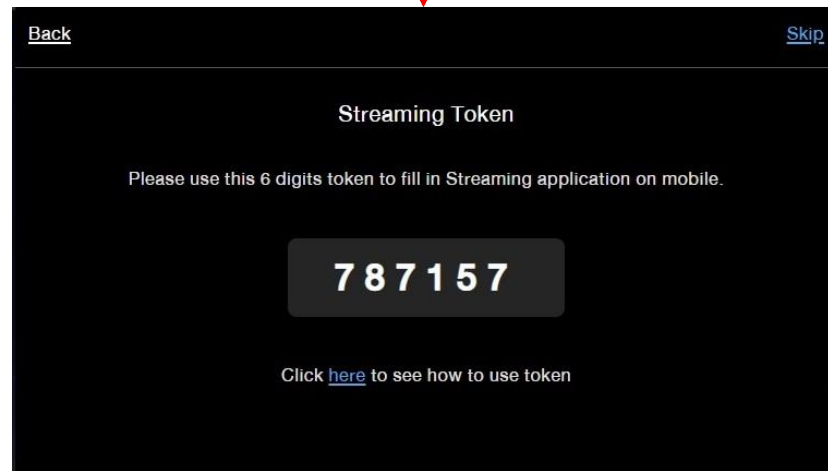 Back
Skip
Streaming Token
Please use this 6 digits token to fill in Streaming application on mobile.
787157
Click here to see how to use token